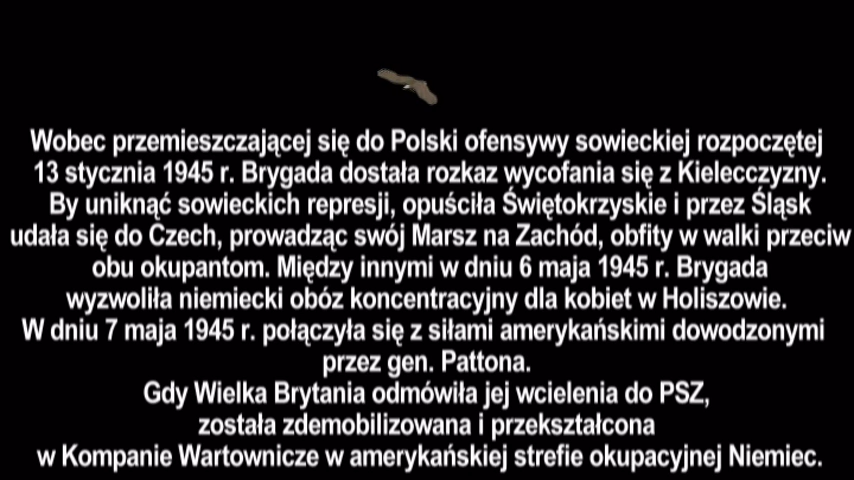 Wobec przemieszczającej się do Polski ofensywy sowieckiej rozpoczętej
13 stycznia 1945 r. Brygada dostała rozkaz wycofania się z Kielecczyzny.
By uniknąć sowieckich represji, opuściła Świętokrzyskie i przez Śląsk
udała się do Czech, prowadząc swój Marsz na Zachód, obfity w walki przeciw
obu okupantom. Między innymi w dniu 6 maja 1945 r. Brygada
wyzwoliła niemiecki obóz koncentracyjny dla kobiet w Holiszowie.
W dniu 7 maja 1945 r. połączyła się z siłami amerykańskimi dowodzonymi
przez gen. Pattona.
Gdy Wielka Brytania odmówiła jej wcielenia do PSZ,
została zdemobilizowana i przekształcona
w Kompanie Wartownicze w amerykańskiej strefie okupacyjnej Niemiec.